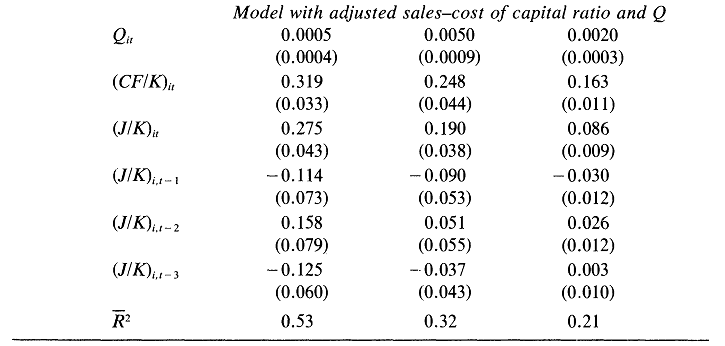 Model with adjusted sales–cost of capital ratio and Q
Qit 0.0005 0.0050 0.0020
(0.0004) (0.0009) (0.0003)
(CF/K)it 0.319 0.248 0.163
(0.033) (0.044) (0.011)
(J/K)it 0.275 0.190 0.086
(0.043) (0.038) (0.009)
(J/K)i,t−1 −0.114 −0.090 −0.030
(0.073) (0.053) (0.012)
(J/K)i,t−2 0.158 0.051 0.026
(0.079) (0.055) (0.012)
(J/K)i,t−3 −0.125 −0.037 0.003
(0.060) (0.043) (0.010)
R̅² 0.53 0.32 0.21